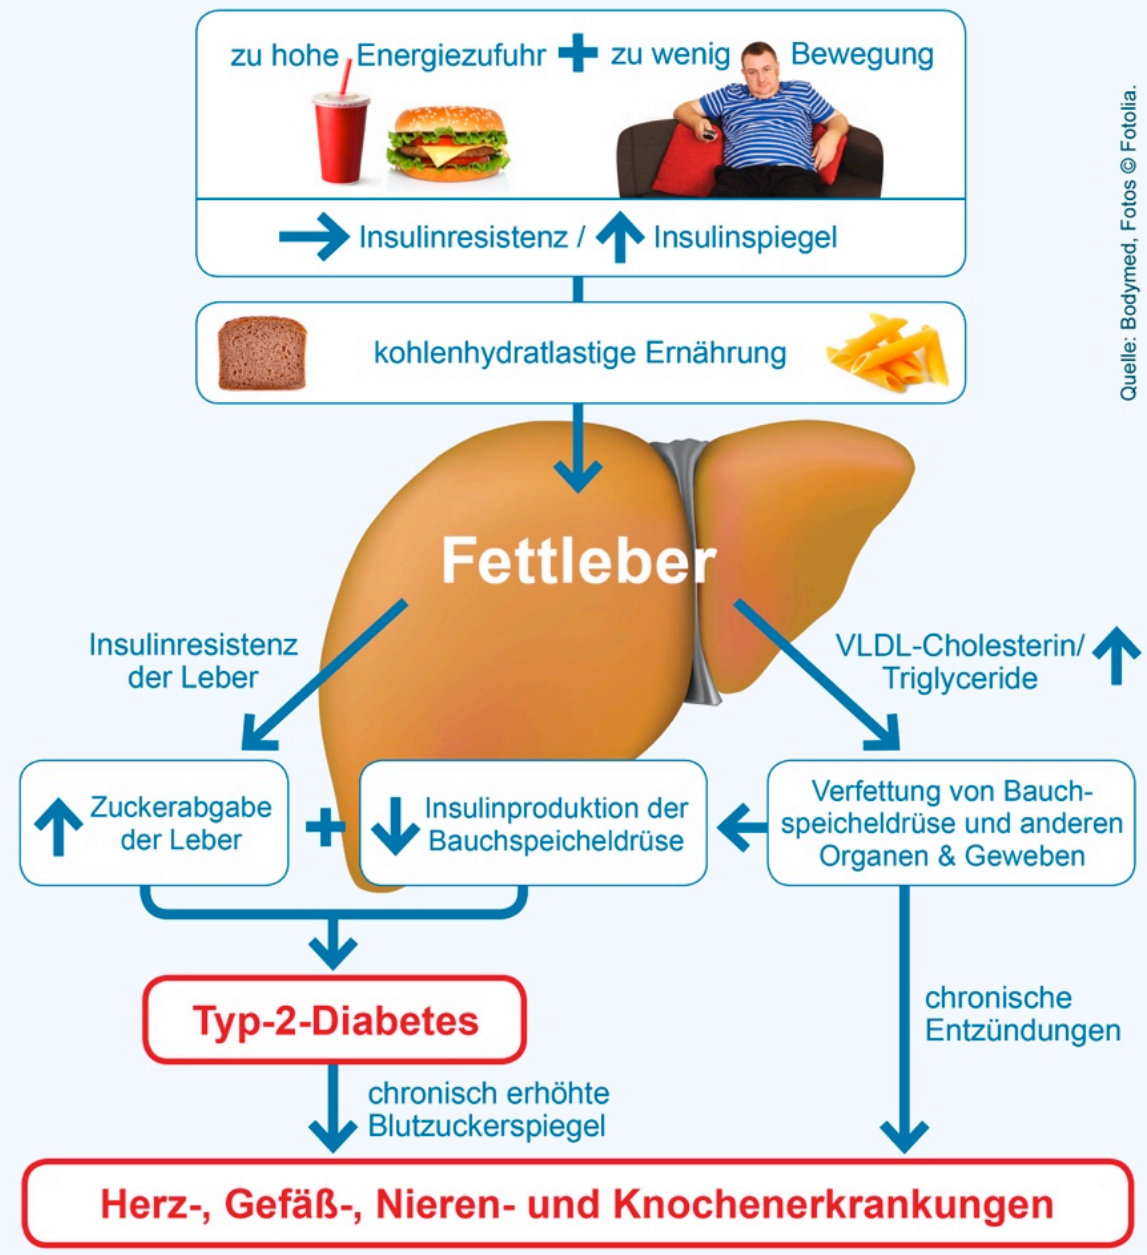 zu hohe Energiezufuhr + zu wenig Bewegung
→ Insulinresistenz / ↑ Insulinspiegel
kohlenhydratlastige Ernährung
Fettleber
Insulinresistenz
der Leber
VLDL-Cholesterin/
Triglyceride ↑
↑ Zuckerabgabe
der Leber
+
↓ Insulinproduktion der
Bauchspeicheldrüse
Verfettung von Bauch-
speicheldrüse und anderen
Organen & Geweben
Typ-2-Diabetes
chronische
Entzündungen
chronisch erhöhte
Blutzuckerspiegel
Herz-, Gefäß-, Nieren- und Knochenerkrankungen
Quelle: Bodymed, Fotos © Fotolia.